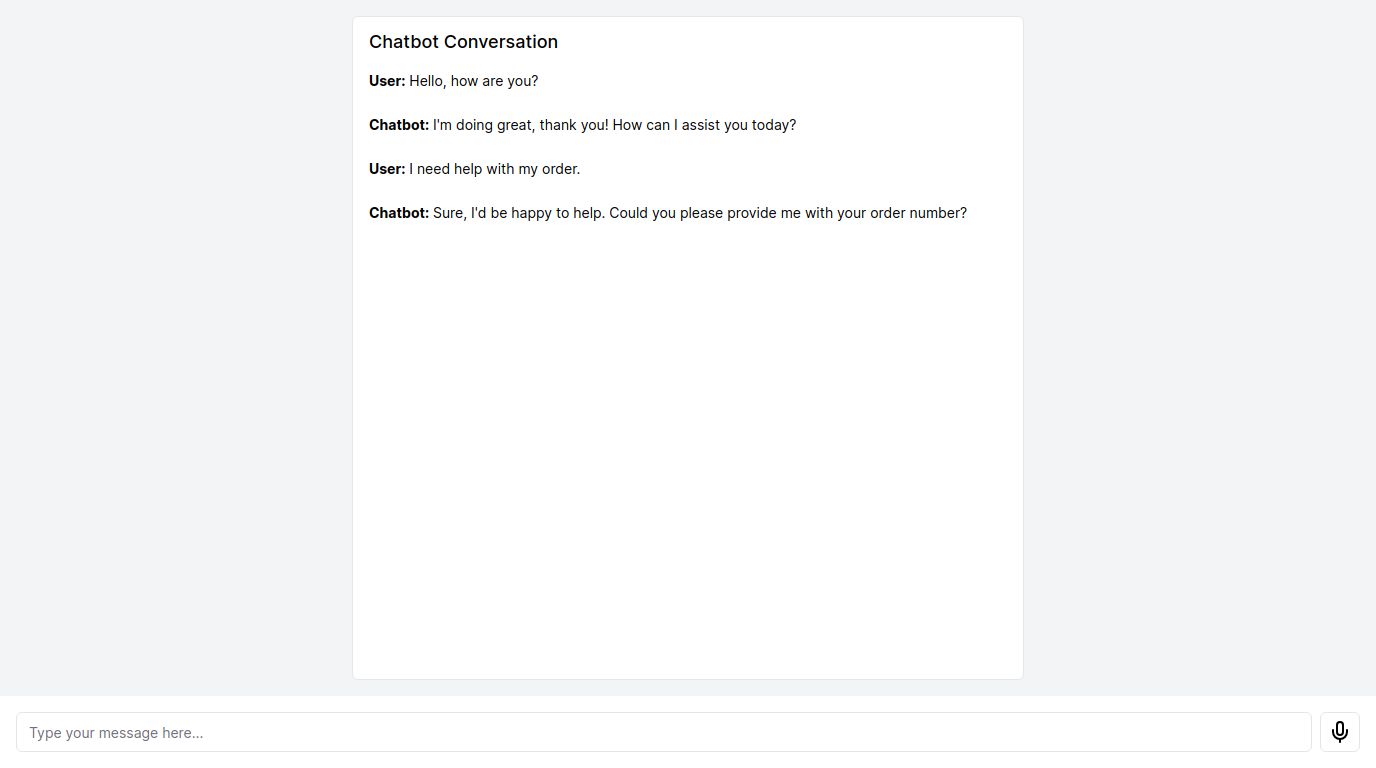 Chatbot Conversation
User: Hello, how are you?
Chatbot: I'm doing great, thank you! How can I assist you today?
User: I need help with my order.
Chatbot: Sure, I'd be happy to help. Could you please provide me with your order number?
Type your message here...